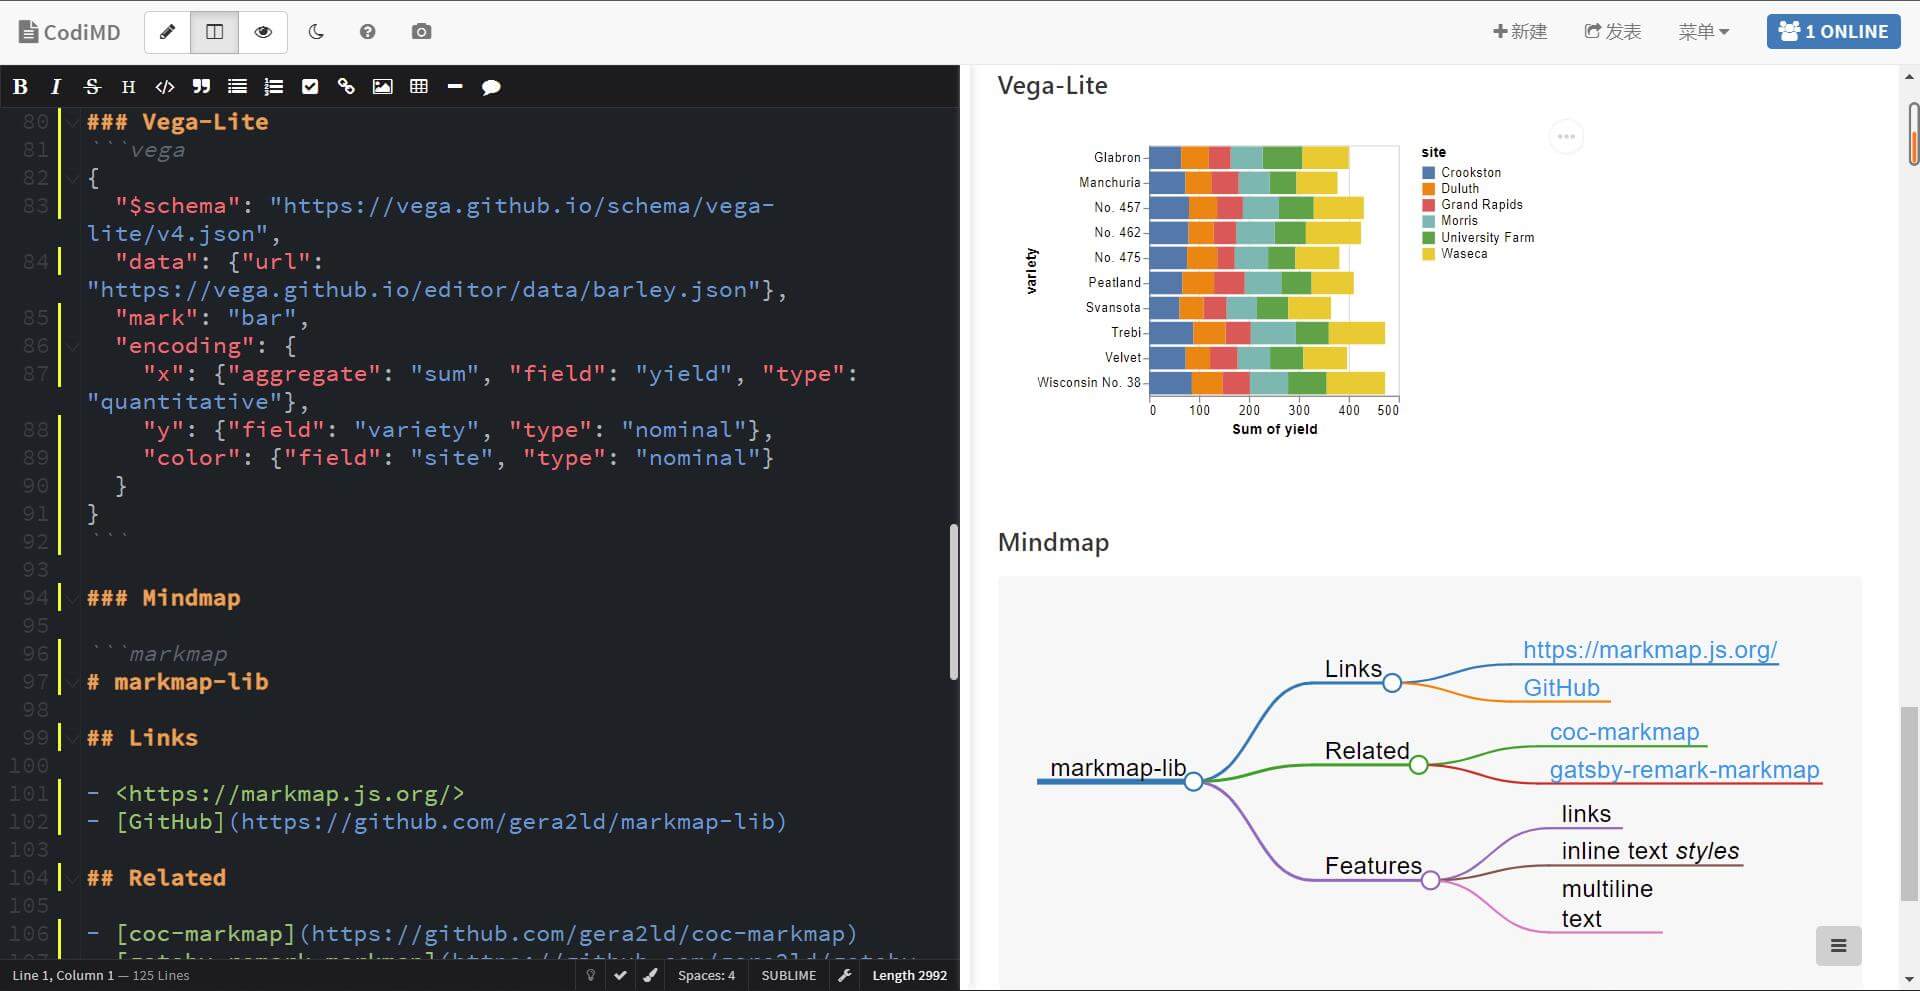 CodiMD
新建
发表
菜单
1 ONLINE
B I S H
80 ### Vega-Lite
81 ```vega
82 {
83 "$schema": "https://vega.github.io/schema/vega-
lite/v4.json",
84 "data": {"url":
"https://vega.github.io/editor/data/barley.json"},
85 "mark": "bar",
86 "encoding": {
87 "x": {"aggregate": "sum", "field": "yield", "type":
"quantitative"},
88 "y": {"field": "variety", "type": "nominal"},
89 "color": {"field": "site", "type": "nominal"}
90 }
91 }
92 ```
93
94 ### Mindmap
95
96 ```markmap
97 # markmap-lib
98
99 ## Links
100
101 - <https://markmap.js.org/>
102 - [GitHub](https://github.com/gera2ld/markmap-lib)
103
104 ## Related
105
106 - [coc-markmap](https://github.com/gera2ld/coc-markmap)
107 - [gatsby-remark-markmap](https://github.com/gera2ld/gatsby-
Line 1, Column 1 — 125 Lines
Spaces: 4
SUBLIME
Length 2992
Vega-Lite
variety
Glabron
Manchuria
No. 457
No. 462
No. 475
Peatland
Svansota
Trebi
Velvet
Wisconsin No. 38
0 100 200 300 400 500
Sum of yield
site
Crookston
Duluth
Grand Rapids
Morris
University Farm
Waseca
Mindmap
markmap-lib
Links
https://markmap.js.org/
GitHub
Related
coc-markmap
gatsby-remark-markmap
Features
links
inline text styles
multiline
text